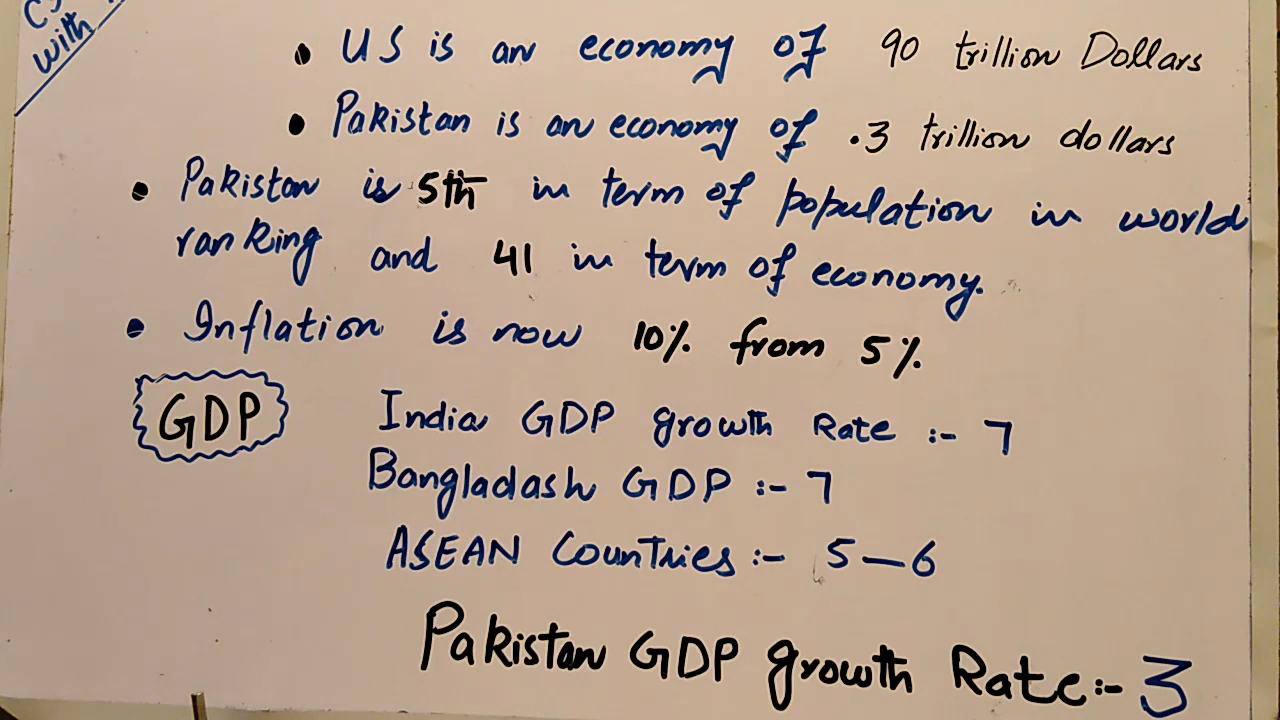 with
• US is an economy of 90 trillion Dollars
• Pakistan is an economy of .3 trillion dollars
• Pakistan is 5th in term of population in world
ranking and 41 in term of economy.
• Inflation is now 10% from 5%
GDP
India GDP growth Rate :- 7
Bangladash GDP :- 7
ASEAN Countries :- 5-6
Pakistan GDP growth Rate:- 3